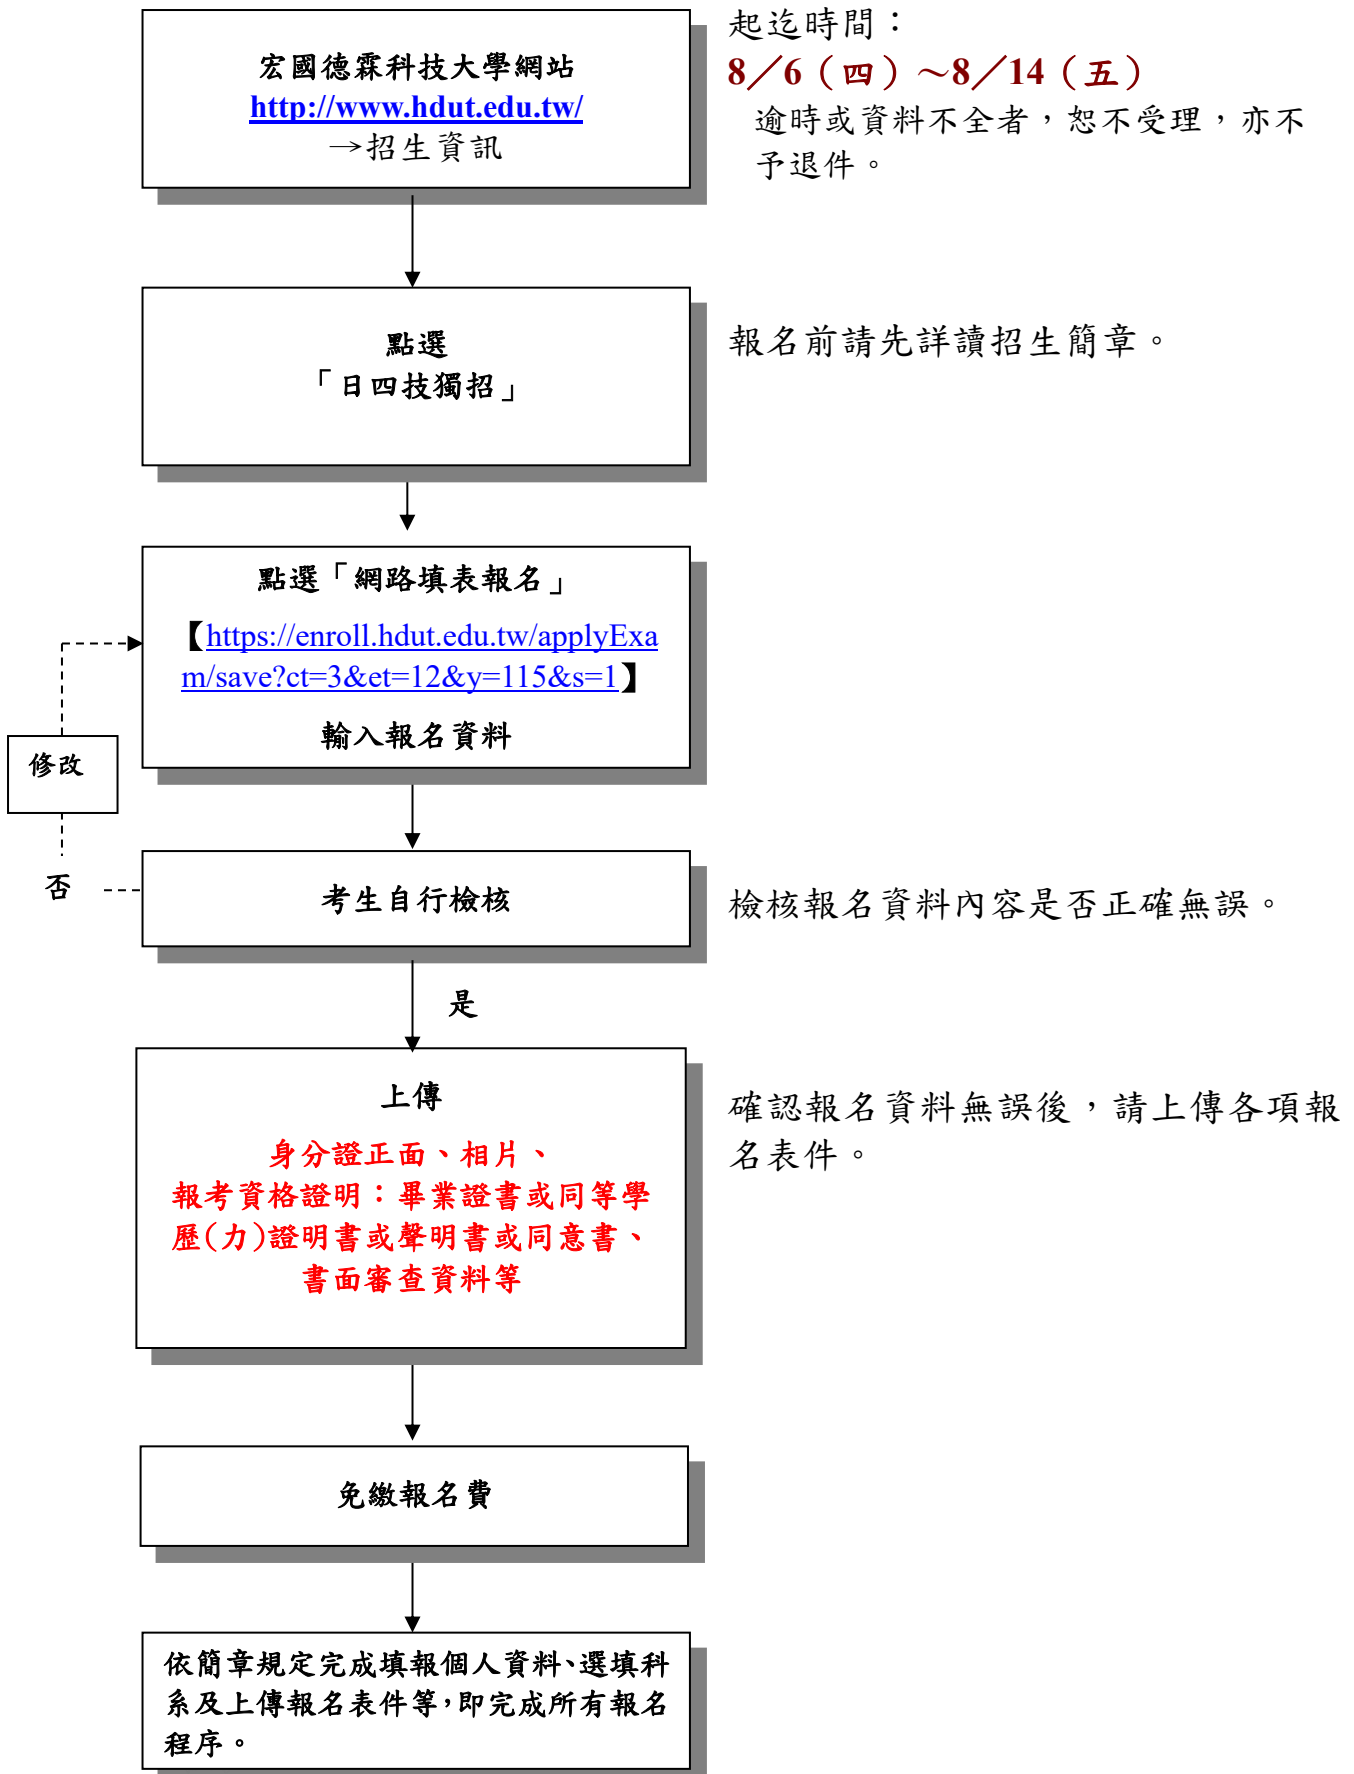 宏國德霖科技大學網站
http://www.hdut.edu.tw/
→招生資訊
起迄時間：
8／6（四）～8／14（五）
逾時或資料不全者，恕不受理，亦不
予退件。
點選
「日四技獨招」
報名前請先詳讀招生簡章。
點選「網路填表報名」
【https://enroll.hdut.edu.tw/applyExa
m/save?ct=3&et=12&y=115&s=1】
輸入報名資料
修改
否
考生自行檢核
檢核報名資料內容是否正確無誤。
是
上傳
身分證正面、相片、
報考資格證明：畢業證書或同等學
歷(力)證明書或聲明書或同意書、
書面審查資料等
確認報名資料無誤後，請上傳各項報
名表件。
免繳報名費
依簡章規定完成填報個人資料、選填科
系及上傳報名表件等，即完成所有報名
程序。